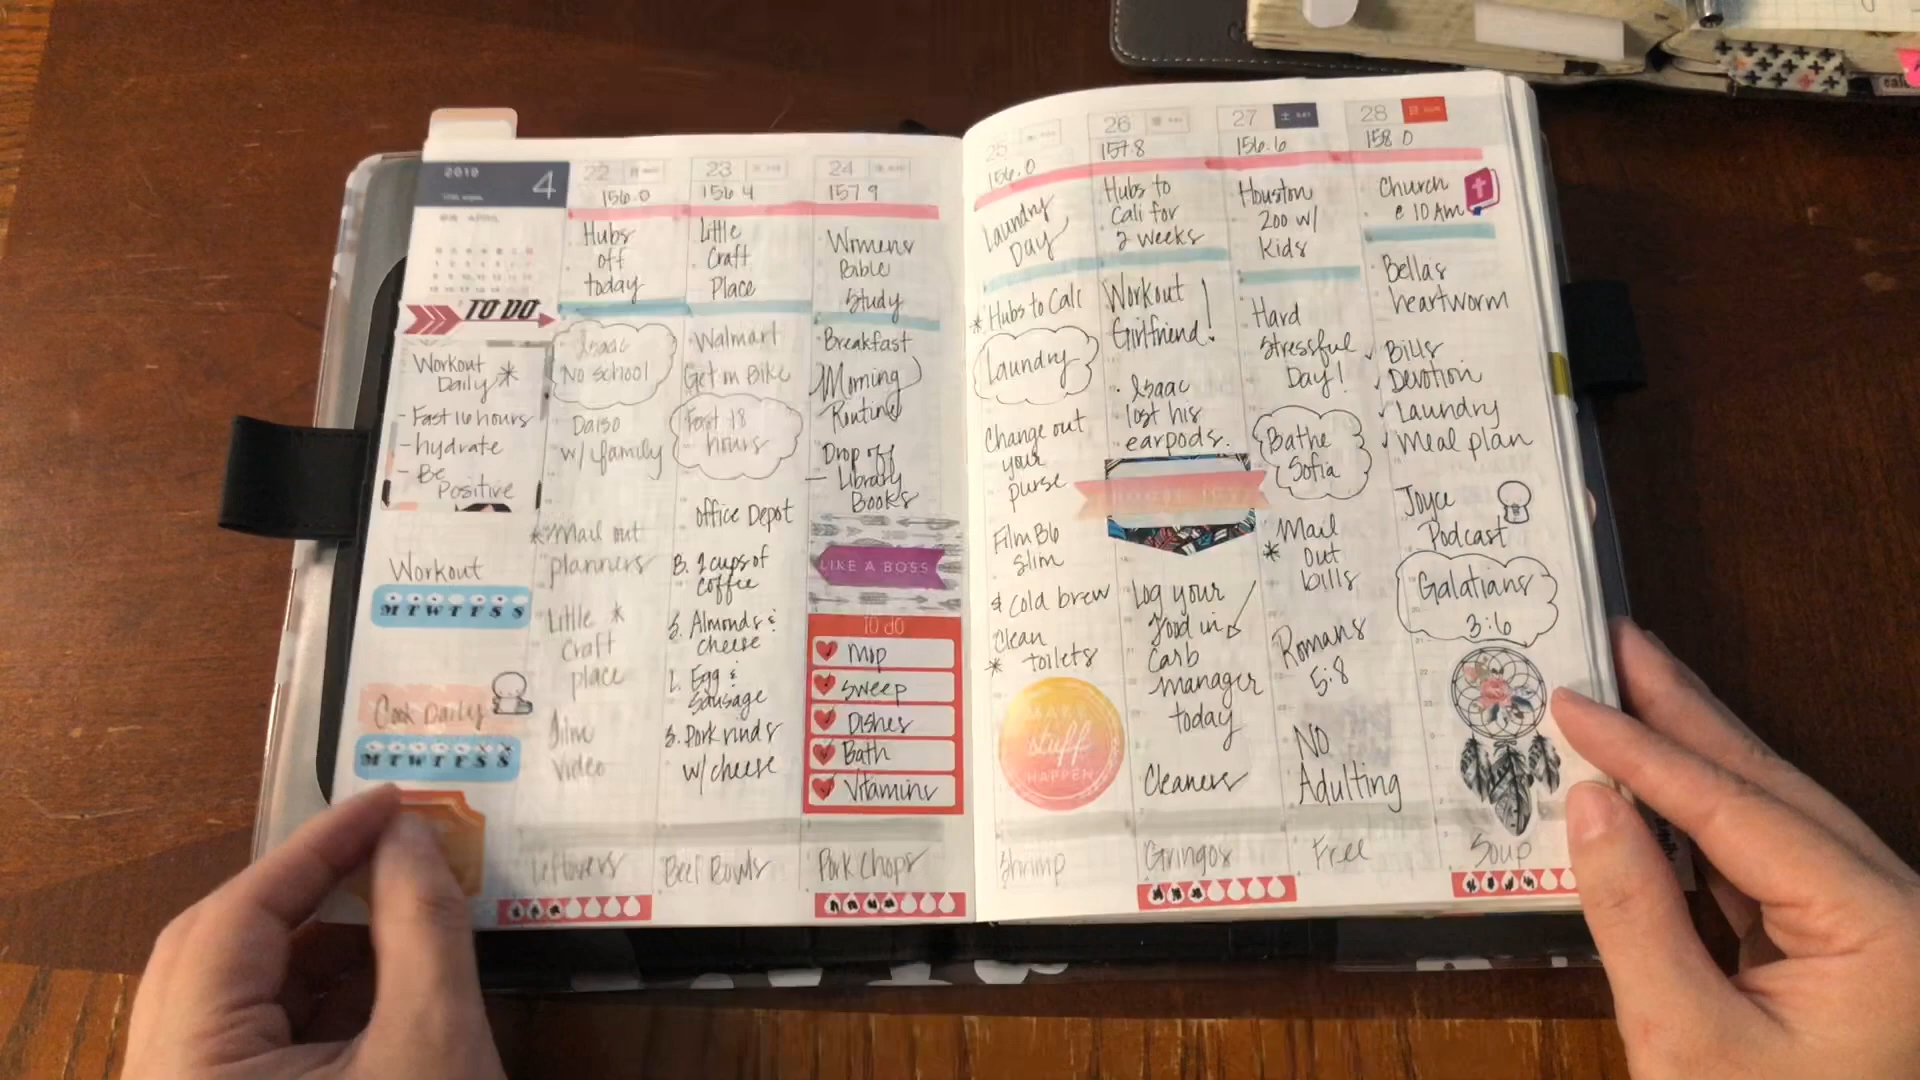 2019
4
APRIL
TO DO
Workout
Daily *
- Fast 16 hours
- hydrate
- Be
Positive
Workout
M T W T F S S
Cook Daily
M T W T F S S
22
156.0
Hubs
off
today
Isaac
No school
Daiso
w/ family
* Mail out
planners
Little *
Craft
place
Film
Video
Leftovers
23
156.4
Little
Craft
Place
Walmart
Get on Bike
Fast 18
hours
Office Depot
B. 2 cups of
coffee
S. Almonds &
cheese
L. Egg &
Sausage
S. Pork rinds
w/ cheese
Beef Bowls
24
157.9
Womens
Bible
Study
Breakfast
Morning
Routine
Drop off
- Library
Books
LIKE A BOSS
TO DO
Mop
Sweep
Dishes
Bath
Vitamins
Pork Chops
25
156.0
Laundry
Day
* Hubs to Cali
Laundry
Change out
your
purse
Film B6
Slim
& cold brew
Clean
* toilets
MAKE
stuff
HAPPEN
Shrimp
26
157.8
Hubs to
Cali for
2 weeks
Workout
Girlfriend!
Isaac
lost his
earpods.
Log your
food in
Carb
manager
today
Cleaners
Gringos
27
156.6
Houston
Zoo w/
Kids
Hard
Stressful
Day!
Bathe
Sofia
Mail
* Out
bills
Romans
5:8
NO
Adulting
Free
28
158.0
Church
@ 10 AM
Bella's
heartworm
Bills
Devotion
Laundry
Meal plan
Joyce
Podcast
Galatians
3:6
Soup